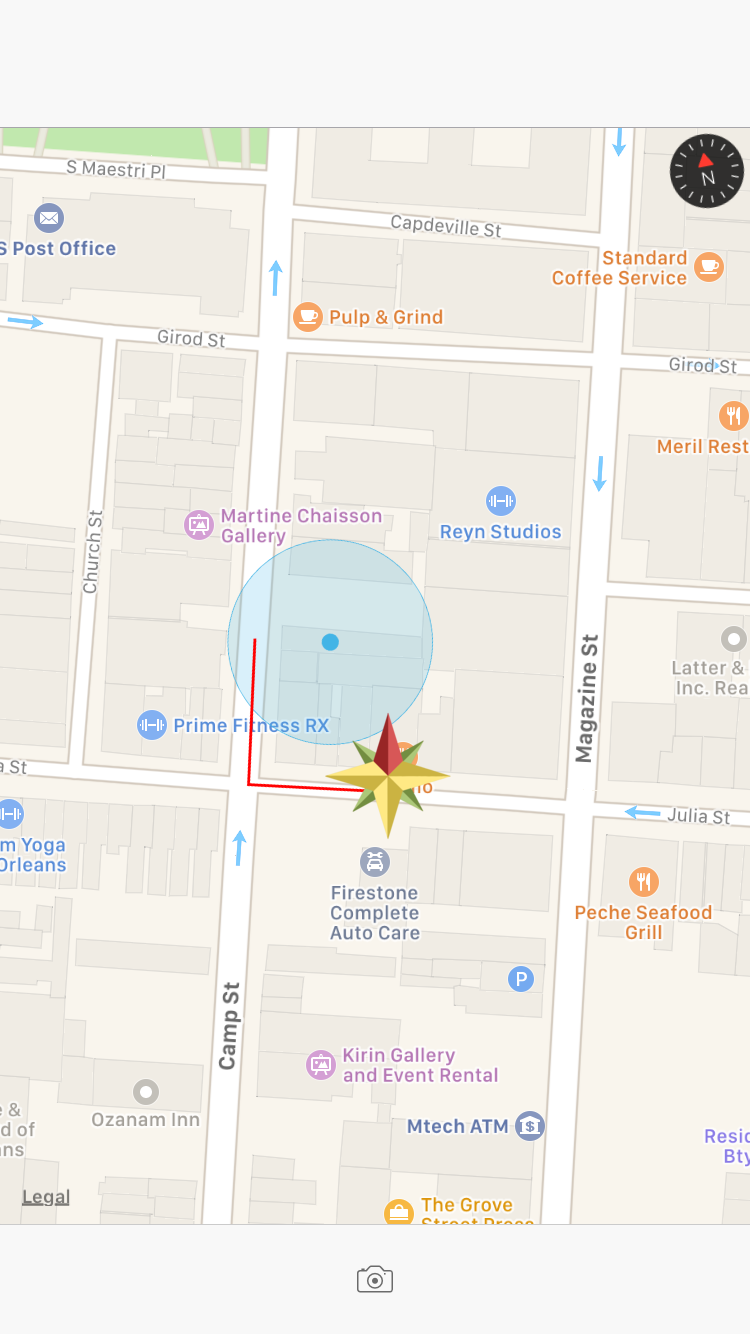 S Maestri Pl
N
S Post Office
Capdeville St
Standard
Coffee Service
Pulp & Grind
Girod St
Girod St
Meril Rest
Martine Chaisson
Gallery
Reyn Studios
Church St
Magazine St
Latter &
Inc. Rea
Prime Fitness RX
a St
Julia St
m Yoga
Orleans
Firestone
Complete
Auto Care
Peche Seafood
Grill
P
Camp St
Kirin Gallery
and Event Rental
Ozanam Inn
&
d of
ns
Mtech ATM
$
Resid
Bty
Legal
The Grove
Street Press